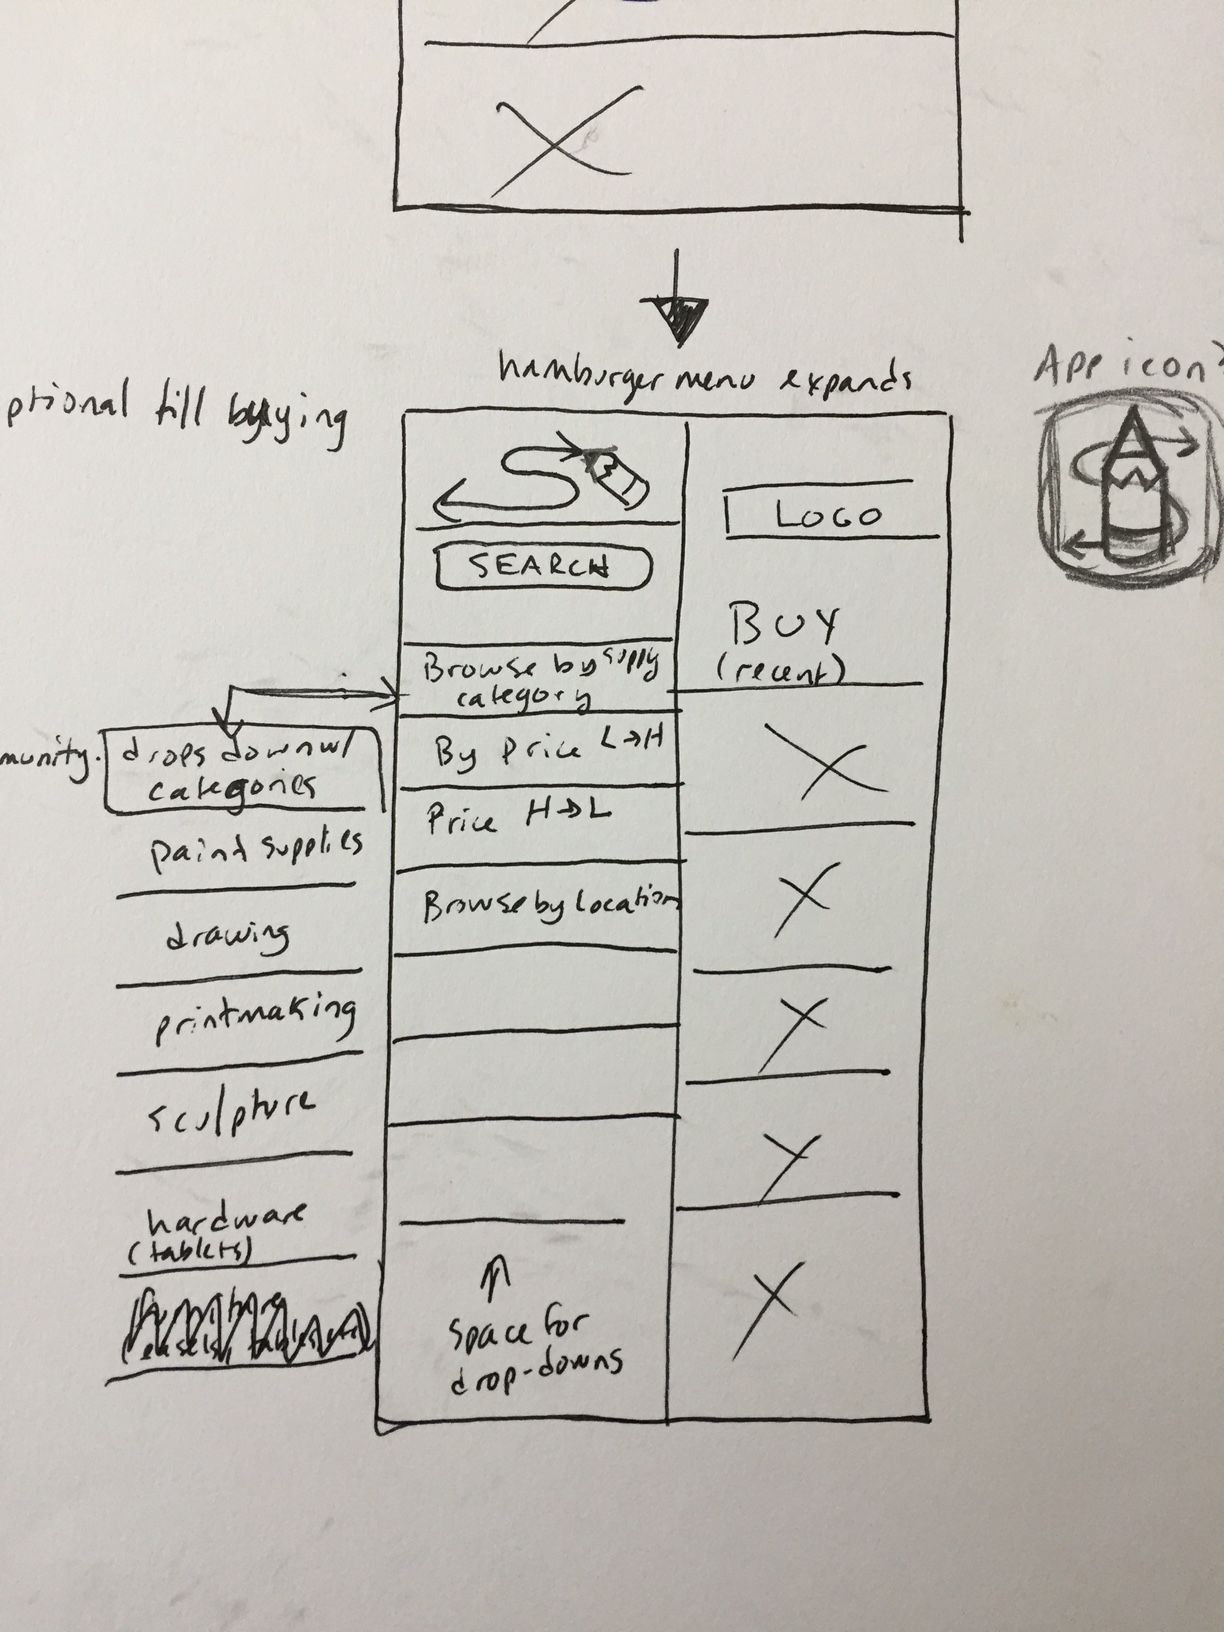 hamburger menu expands
App icon?
ptional till buying
LOGO
SEARCH
BUY
(recent)
Browse by supply
category
munity.
drops down w/
categories
By Price L→H
Price H→L
paint supplies
Browse by location
drawing
printmaking
sculpture
hardware
(tablets)
space for
drop-downs